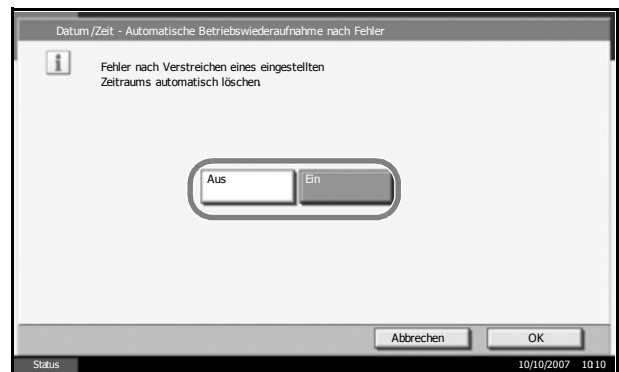 Datum/Zeit - Automatische Betriebswiederaufnahme nach Fehler
Fehler nach Verstreichen eines eingestellten
Zeitraums automatisch löschen.
Aus
Ein
Abbrechen
OK
Status
10/10/2007 10:10